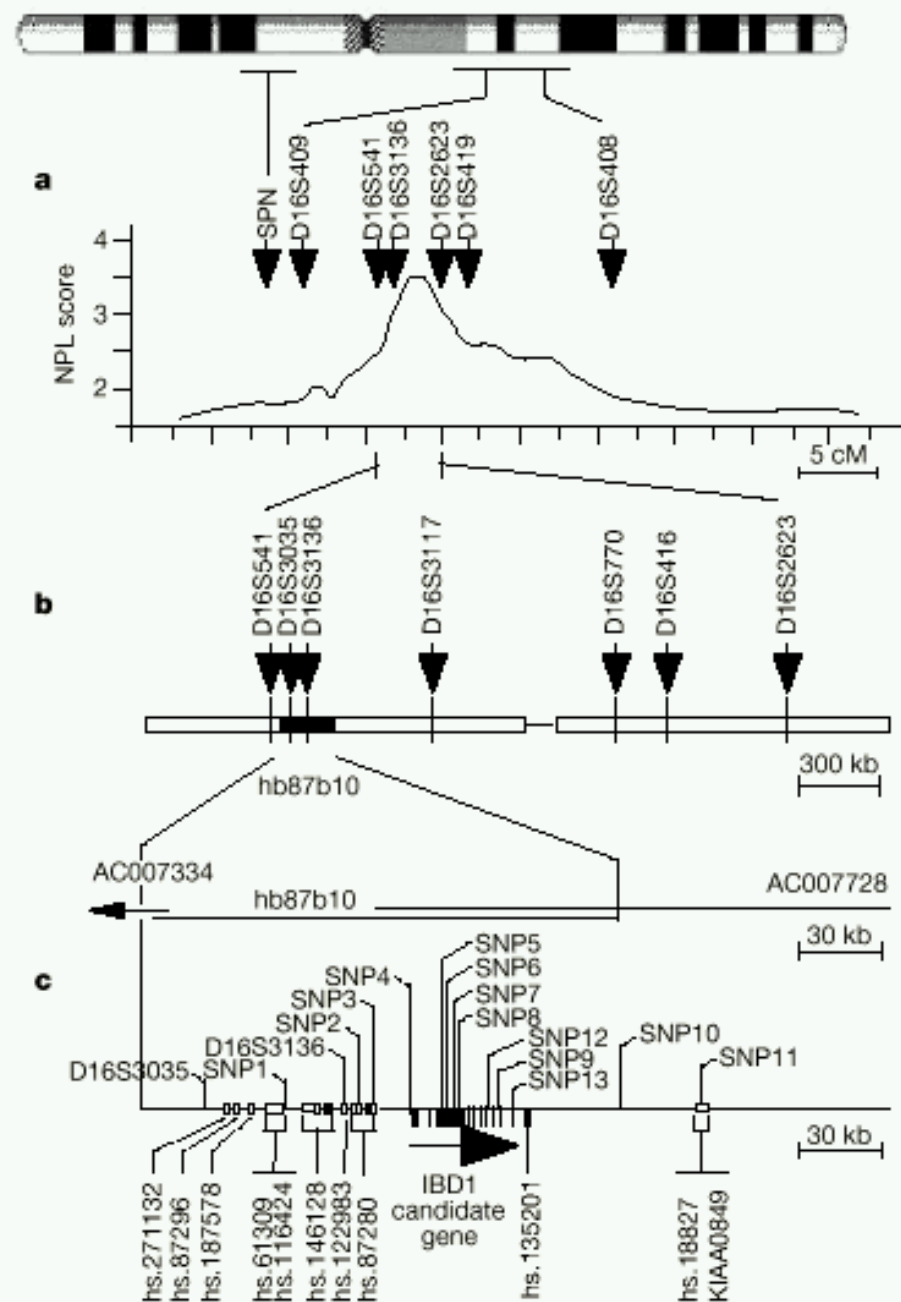 a
SPN
D16S409
D16S541
D16S3136
D16S2623
D16S419
D16S408
NPL score
4
3
2
5 cM
b
D16S541
D16S3035
D16S3136
D16S3117
D16S770
D16S416
D16S2623
hb87b10
300 kb
AC007334
hb87b10
AC007728
30 kb
c
SNP5
SNP6
SNP7
SNP8
SNP4
SNP3
SNP2
D16S3136
D16S3035
SNP1
SNP12
SNP9
SNP13
SNP10
SNP11
30 kb
hs.271132
hs.87296
hs.187578
hs.61309
hs.116424
hs.146128
hs.122983
hs.87280
IBD1
candidate
gene
hs.135201
hs.18827
KIAA0849